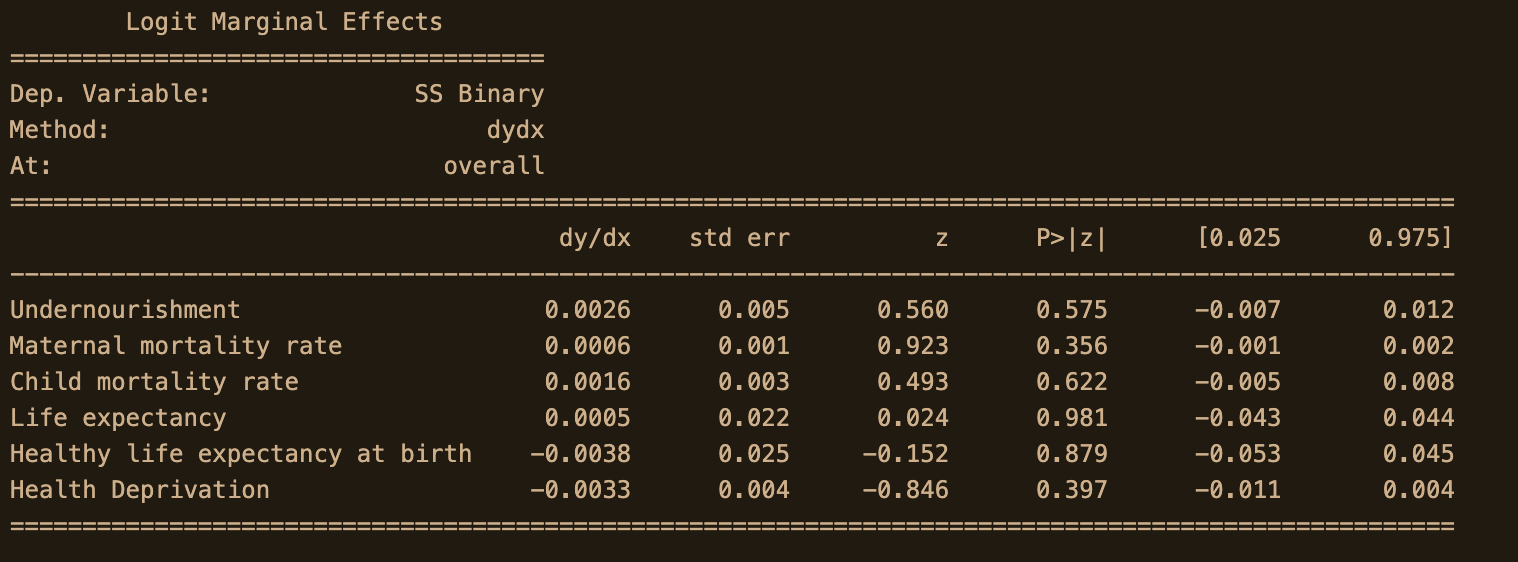 Logit Marginal Effects
=====================================
Dep. Variable: SS Binary
Method: dydx
At: overall
====================================================================================================
dy/dx std err z P>|z| [0.025 0.975]
----------------------------------------------------------------------------------------------------
Undernourishment 0.0026 0.005 0.560 0.575 -0.007 0.012
Maternal mortality rate 0.0006 0.001 0.923 0.356 -0.001 0.002
Child mortality rate 0.0016 0.003 0.493 0.622 -0.005 0.008
Life expectancy 0.0005 0.022 0.024 0.981 -0.043 0.044
Healthy life expectancy at birth -0.0038 0.025 -0.152 0.879 -0.053 0.045
Health Deprivation -0.0033 0.004 -0.846 0.397 -0.011 0.004
====================================================================================================